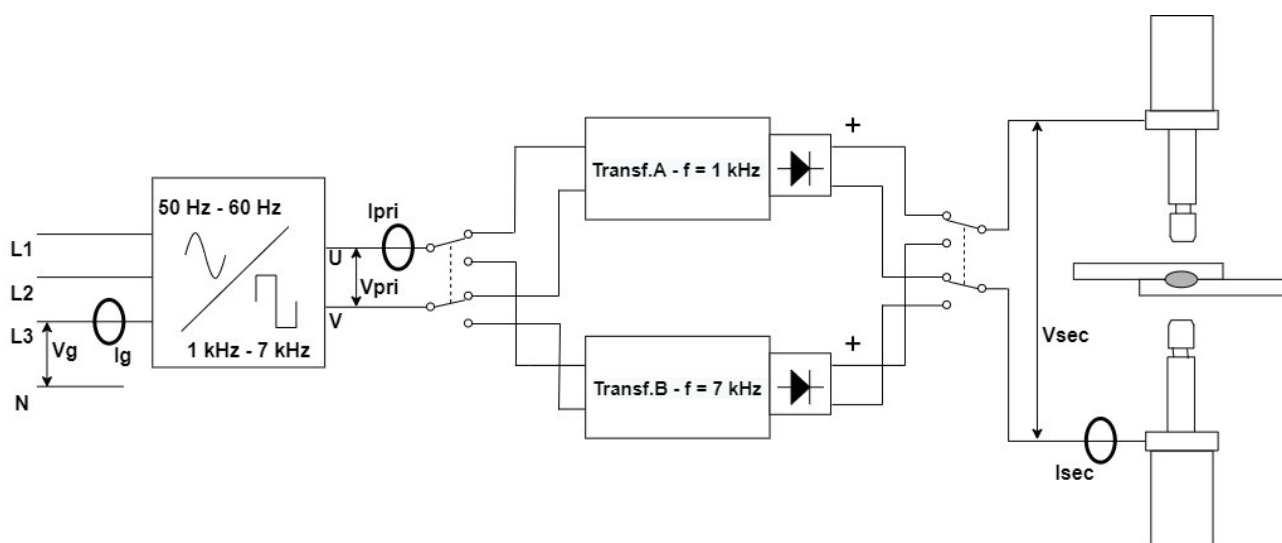 50 Hz - 60 Hz
1 kHz - 7 kHz
L1
L2
L3
N
Vg
Ig
U
V
Ipri
Vpri
Transf.A - f = 1 kHz
+
Transf.B - f = 7 kHz
+
Vsec
Isec